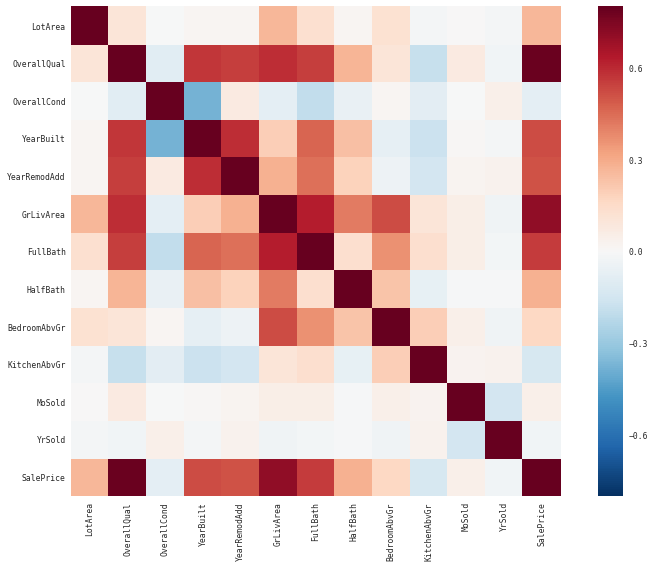 LotArea
OverallQual
OverallCond
YearBuilt
YearRemodAdd
GrLivArea
FullBath
HalfBath
BedroomAbvGr
KitchenAbvGr
MoSold
YrSold
SalePrice
LotArea
OverallQual
OverallCond
YearBuilt
YearRemodAdd
GrLivArea
FullBath
HalfBath
BedroomAbvGr
KitchenAbvGr
MoSold
YrSold
SalePrice
0.6
0.3
0.0
−0.3
−0.6